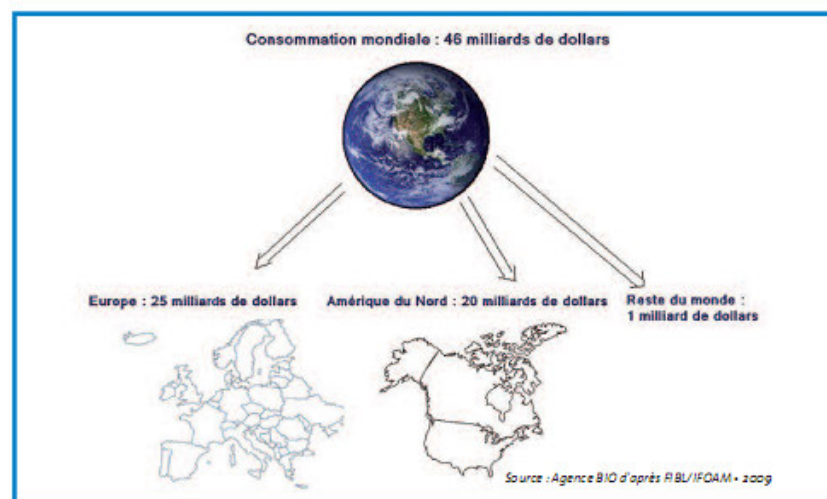 Consommation mondiale : 46 milliards de dollars
Europe : 25 milliards de dollars
Amérique du Nord : 20 milliards de dollars
Reste du monde :
1 milliard de dollars
Source : Agence BIO d'après FIBL/IFOAM • 2009